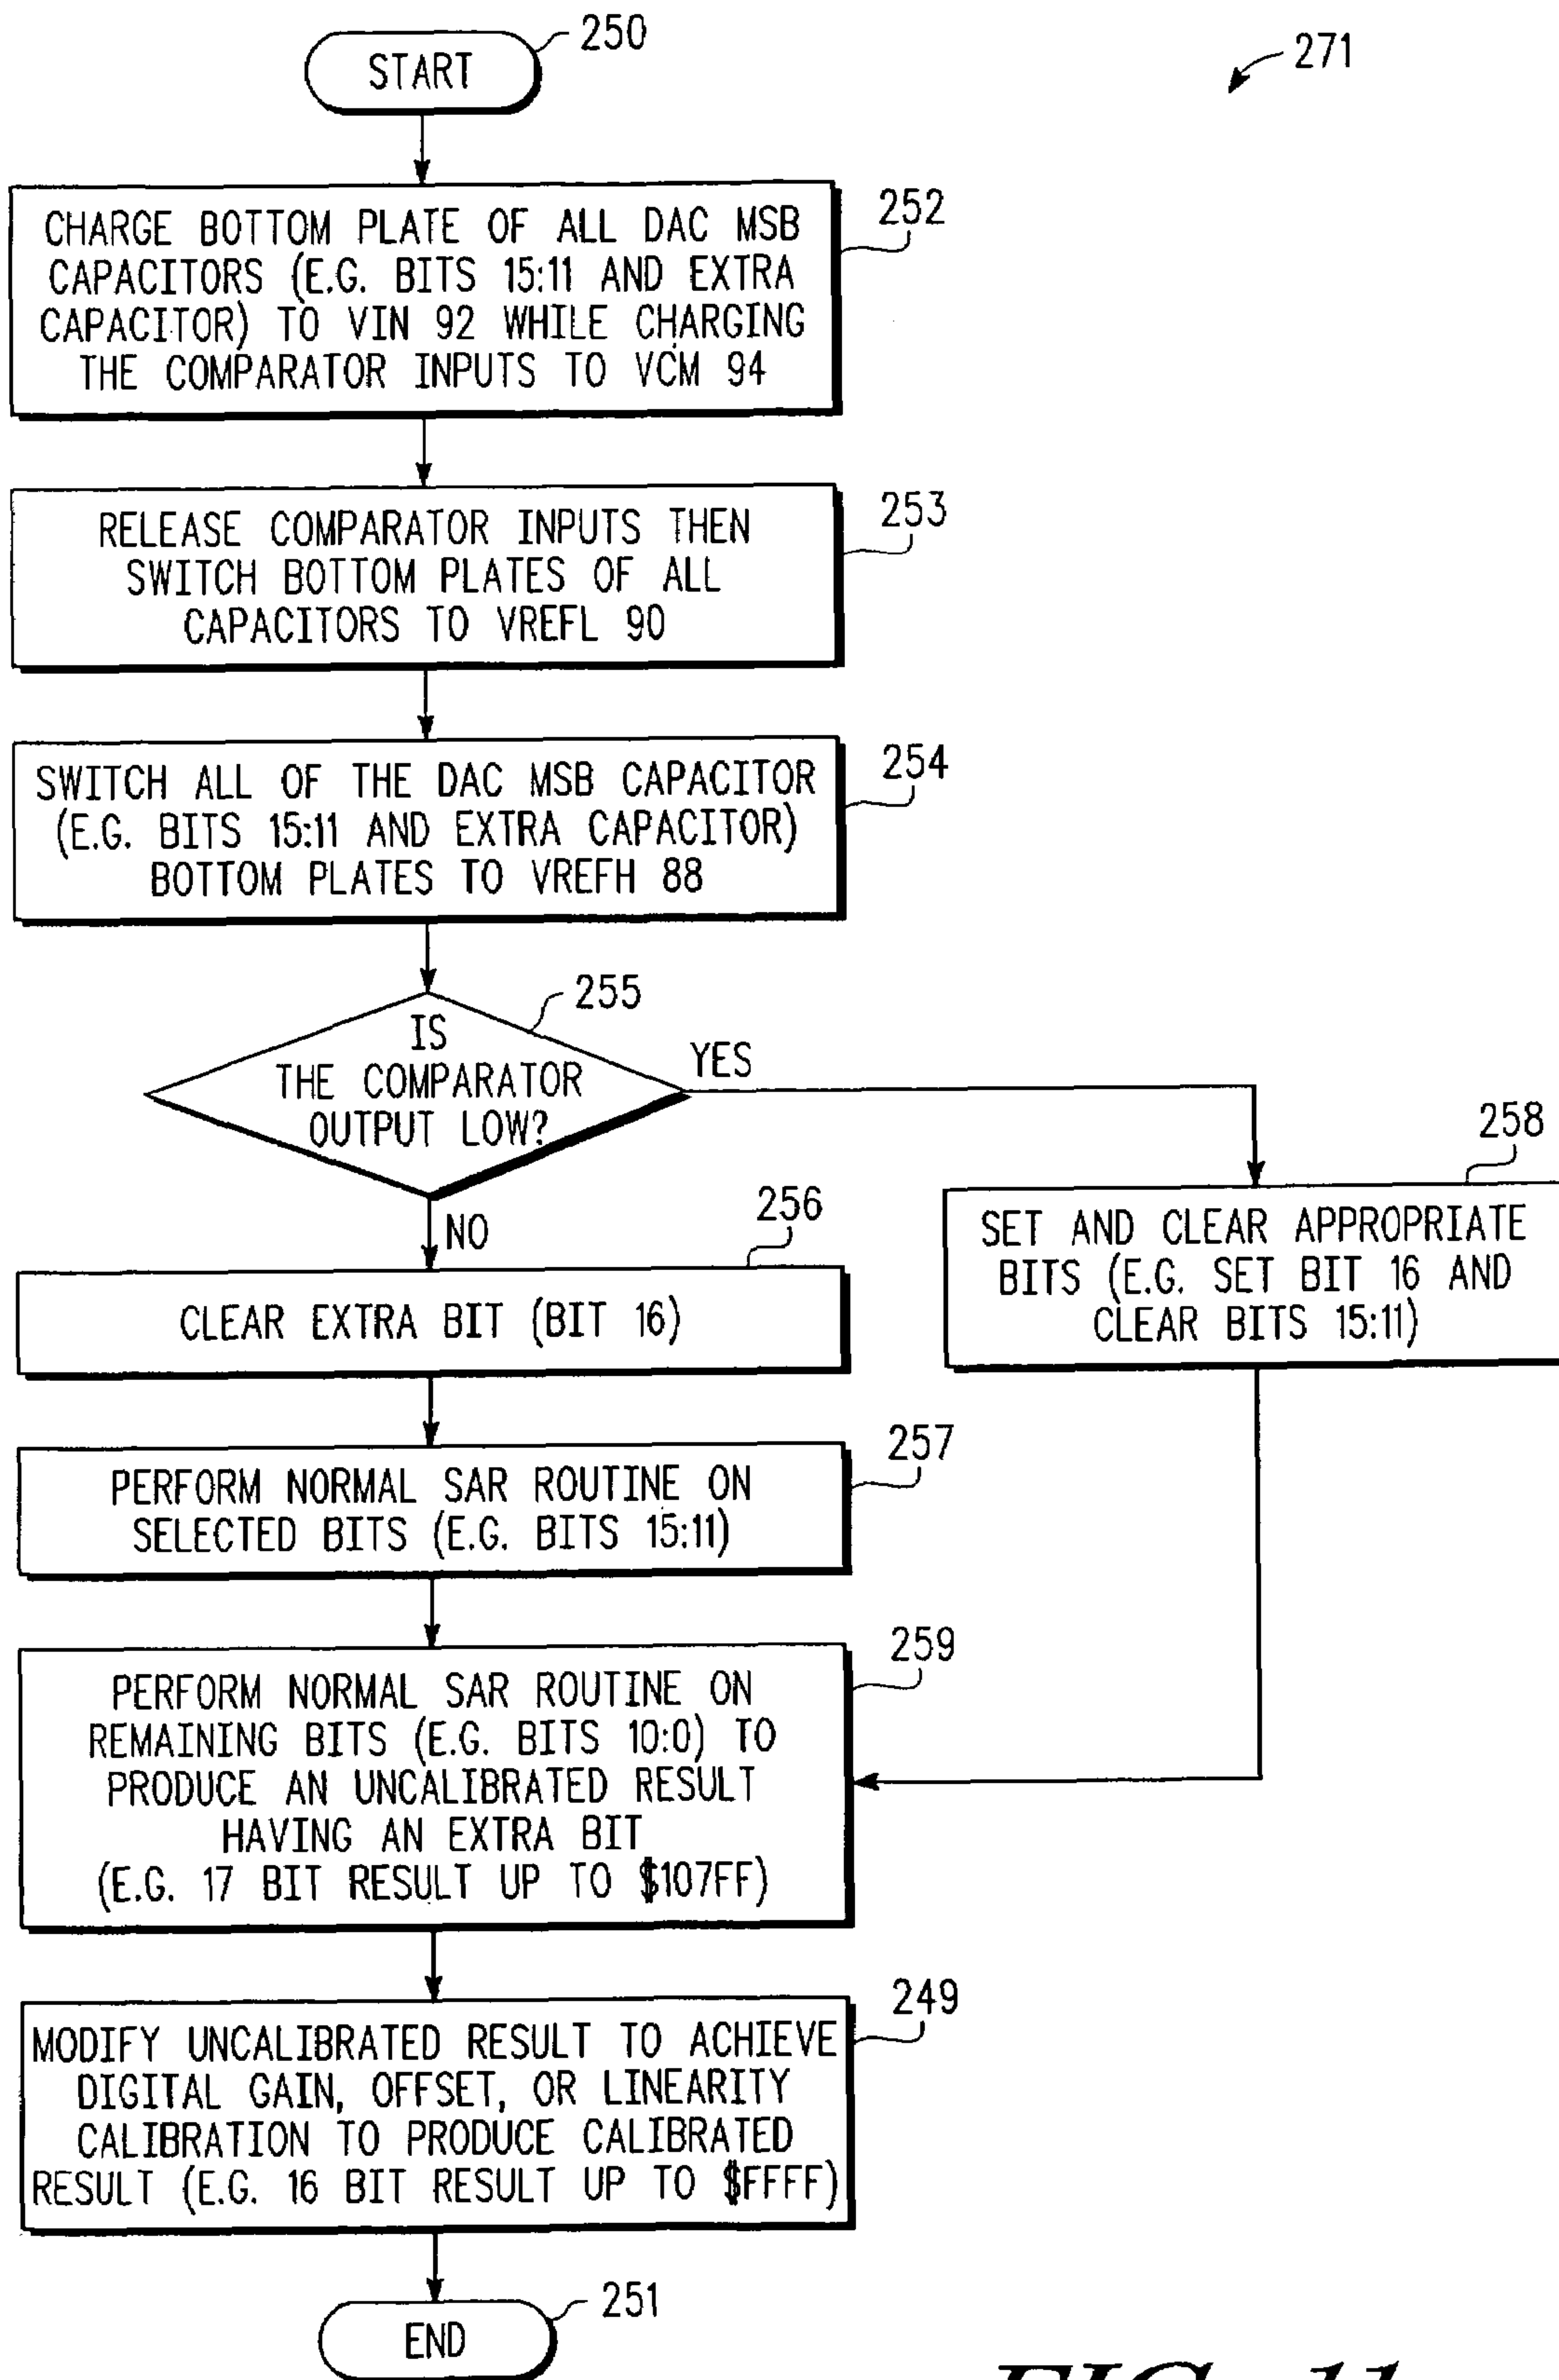 START
250
271
CHARGE BOTTOM PLATE OF ALL DAC MSB
CAPACITORS (E.G. BITS 15:11 AND EXTRA
CAPACITOR) TO VIN 92 WHILE CHARGING
THE COMPARATOR INPUTS TO VCM 94
252
RELEASE COMPARATOR INPUTS THEN
SWITCH BOTTOM PLATES OF ALL
CAPACITORS TO VREFL 90
253
SWITCH ALL OF THE DAC MSB CAPACITOR
(E.G. BITS 15:11 AND EXTRA CAPACITOR)
BOTTOM PLATES TO VREFH 88
254
IS
THE COMPARATOR
OUTPUT LOW?
255
YES
NO
258
SET AND CLEAR APPROPRIATE
BITS (E.G. SET BIT 16 AND
CLEAR BITS 15:11)
256
CLEAR EXTRA BIT (BIT 16)
257
PERFORM NORMAL SAR ROUTINE ON
SELECTED BITS (E.G. BITS 15:11)
259
PERFORM NORMAL SAR ROUTINE ON
REMAINING BITS (E.G. BITS 10:0) TO
PRODUCE AN UNCALIBRATED RESULT
HAVING AN EXTRA BIT
(E.G. 17 BIT RESULT UP TO $107FF)
249
MODIFY UNCALIBRATED RESULT TO ACHIEVE
DIGITAL GAIN, OFFSET, OR LINEARITY
CALIBRATION TO PRODUCE CALIBRATED
RESULT (E.G. 16 BIT RESULT UP TO $FFFF)
END
251